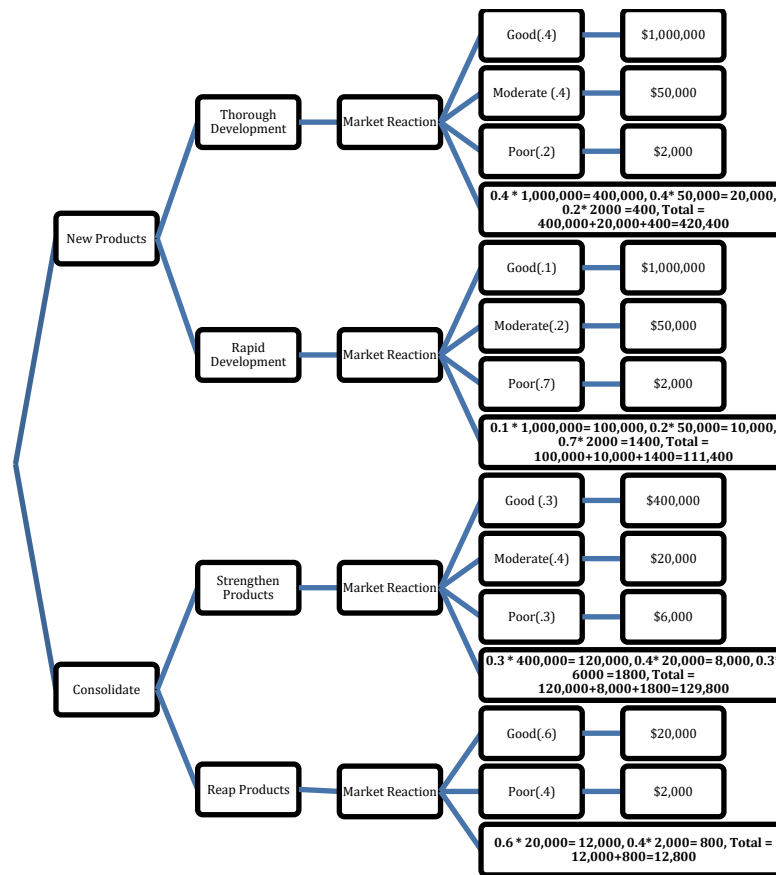 Good(.4)
$1,000,000
Moderate (.4)
$50,000
Thorough
Development
Market Reaction
Poor(.2)
$2,000
0.4 * 1,000,000= 400,000, 0.4* 50,000= 20,000,
0.2* 2000 =400, Total =
400,000+20,000+400=420,400
New Products
Good(.1)
$1,000,000
Moderate(.2)
$50,000
Rapid
Development
Market Reaction
Poor(.7)
$2,000
0.1 * 1,000,000= 100,000, 0.2* 50,000= 10,000,
0.7* 2000 =1400, Total =
100,000+10,000+1400=111,400
Good (.3)
$400,000
Moderate(.4)
$20,000
Strengthen
Products
Market Reaction
Poor(.3)
$6,000
0.3 * 400,000= 120,000, 0.4* 20,000= 8,000, 0.3*
6000 =1800, Total =
120,000+8,000+1800=129,800
Consolidate
Good(.6)
$20,000
Reap Products
Market Reaction
Poor(.4)
$2,000
0.6 * 20,000= 12,000, 0.4* 2,000= 800, Total =
12,000+800=12,800